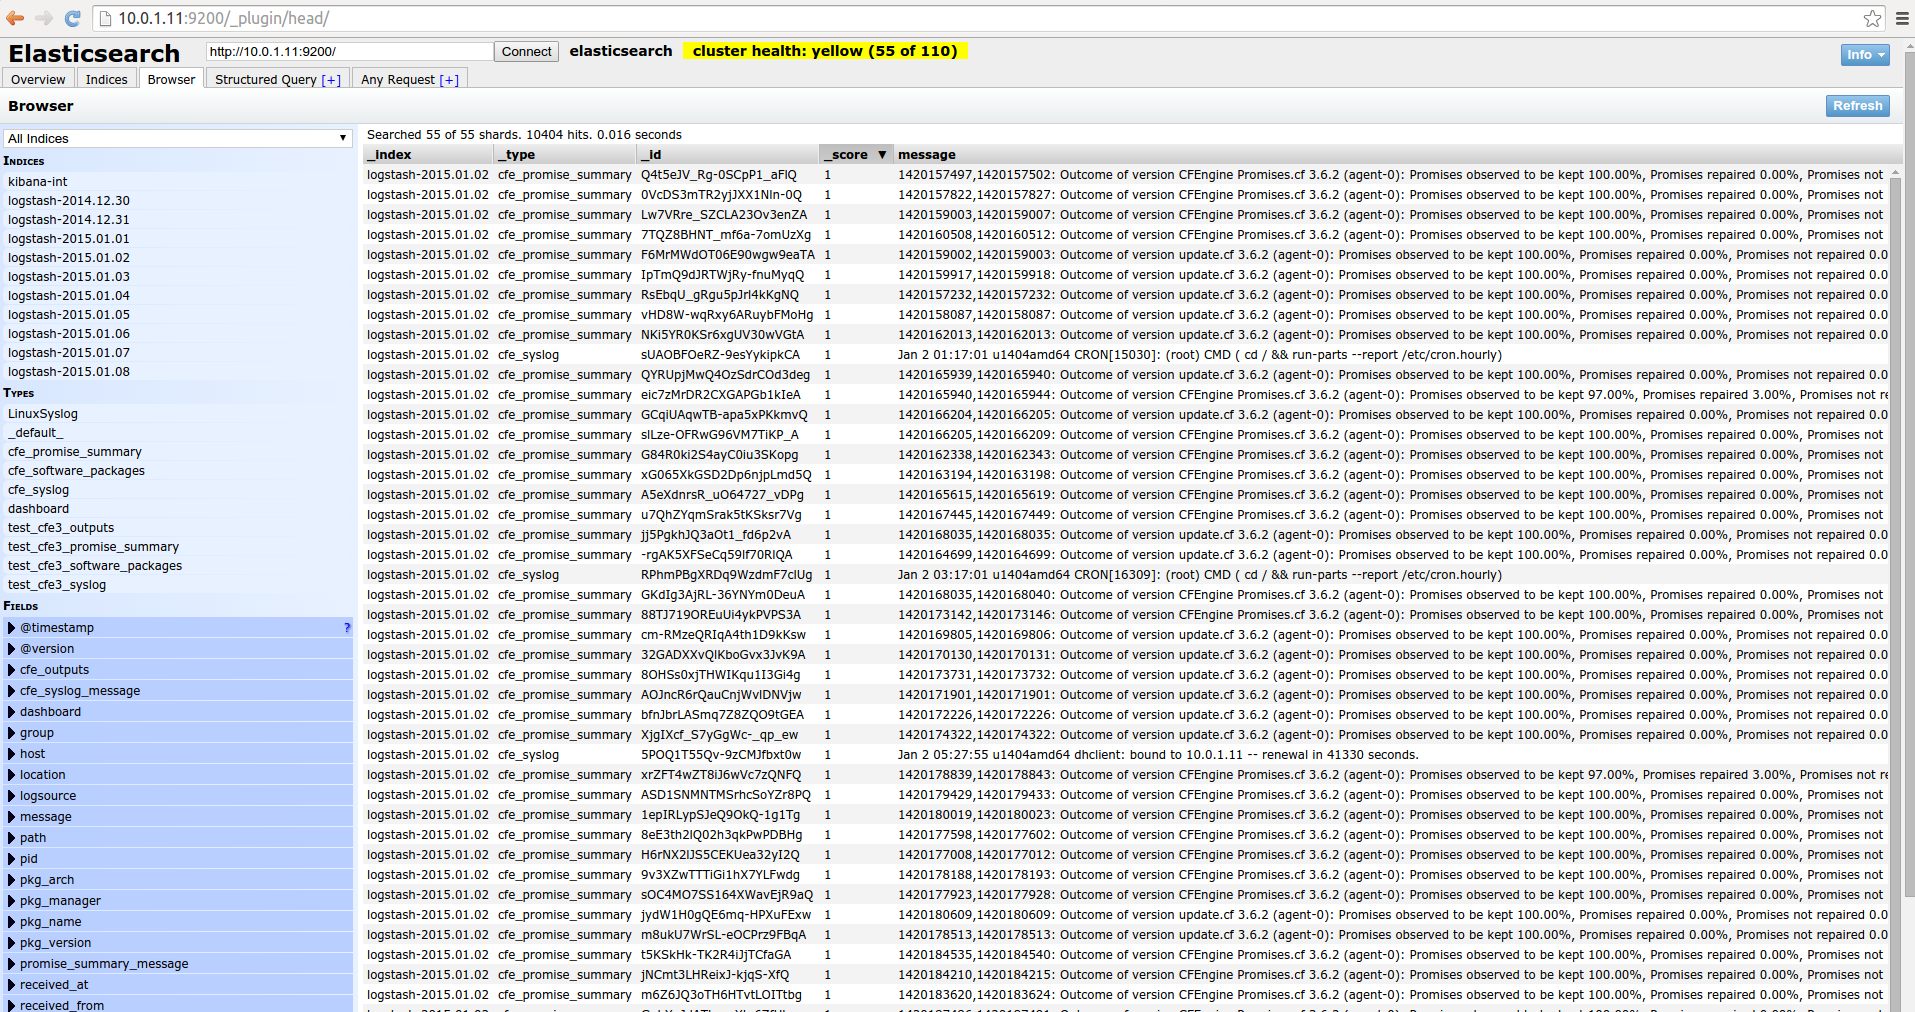 10.0.1.11:9200/_plugin/head/
Elasticsearch
http://10.0.1.11:9200/
Connect
elasticsearch
cluster health: yellow (55 of 110)
Info
Overview
Indices
Browser
Structured Query [+]
Any Request [+]
Browser
Refresh
All Indices
Indices
kibana-int
logstash-2014.12.30
logstash-2014.12.31
logstash-2015.01.01
logstash-2015.01.02
logstash-2015.01.03
logstash-2015.01.04
logstash-2015.01.05
logstash-2015.01.06
logstash-2015.01.07
logstash-2015.01.08
Types
LinuxSyslog
_default_
cfe_promise_summary
cfe_software_packages
cfe_syslog
dashboard
test_cfe3_outputs
test_cfe3_promise_summary
test_cfe3_software_packages
test_cfe3_syslog
Fields
@timestamp ?
@version
cfe_outputs
cfe_syslog_message
dashboard
group
host
location
logsource
message
path
pid
pkg_arch
pkg_manager
pkg_name
pkg_version
promise_summary_message
received_at
received_from
Searched 55 of 55 shards. 10404 hits. 0.016 seconds
_index _type _id _score ▼ message
logstash-2015.01.02 cfe_promise_summary Q4t5eJV_Rg-0SCpP1_aFlQ 1 1420157497,1420157502: Outcome of version CFEngine Promises.cf 3.6.2 (agent-0): Promises observed to be kept 100.00%, Promises repaired 0.00%, Promises not
logstash-2015.01.02 cfe_promise_summary 0VcDS3mTR2yjJXX1NIn-0Q 1 1420157822,1420157827: Outcome of version CFEngine Promises.cf 3.6.2 (agent-0): Promises observed to be kept 100.00%, Promises repaired 0.00%, Promises not
logstash-2015.01.02 cfe_promise_summary Lw7VRre_SZCLA23Ov3enZA 1 1420159003,1420159007: Outcome of version CFEngine Promises.cf 3.6.2 (agent-0): Promises observed to be kept 100.00%, Promises repaired 0.00%, Promises not
logstash-2015.01.02 cfe_promise_summary 7TQZ8BHNT_mf6a-7omUzXg 1 1420160508,1420160512: Outcome of version CFEngine Promises.cf 3.6.2 (agent-0): Promises observed to be kept 100.00%, Promises repaired 0.00%, Promises not
logstash-2015.01.02 cfe_promise_summary F6MrMWdOT06E90wgw9eaTA 1 1420159002,1420159003: Outcome of version update.cf 3.6.2 (agent-0): Promises observed to be kept 100.00%, Promises repaired 0.00%, Promises not repaired 0.0
logstash-2015.01.02 cfe_promise_summary IpTmQ9dJRTWjRy-fnuMyqQ 1 1420159917,1420159918: Outcome of version update.cf 3.6.2 (agent-0): Promises observed to be kept 100.00%, Promises repaired 0.00%, Promises not repaired 0.0
logstash-2015.01.02 cfe_promise_summary RsEbqU_gRgu5pJrl4kKgNQ 1 1420157232,1420157232: Outcome of version update.cf 3.6.2 (agent-0): Promises observed to be kept 100.00%, Promises repaired 0.00%, Promises not repaired 0.0
logstash-2015.01.02 cfe_promise_summary vHD8W-wqRxy6ARuybFMoHg 1 1420158087,1420158087: Outcome of version update.cf 3.6.2 (agent-0): Promises observed to be kept 100.00%, Promises repaired 0.00%, Promises not repaired 0.0
logstash-2015.01.02 cfe_promise_summary NKi5YR0KSr6xgUV30wVGtA 1 1420162013,1420162013: Outcome of version update.cf 3.6.2 (agent-0): Promises observed to be kept 100.00%, Promises repaired 0.00%, Promises not repaired 0.0
logstash-2015.01.02 cfe_syslog sUAOBFOeRZ-9esYykipkCA 1 Jan 2 01:17:01 u1404amd64 CRON[15030]: (root) CMD ( cd / && run-parts --report /etc/cron.hourly)
logstash-2015.01.02 cfe_promise_summary QYRUpjMwQ4OzSdrCOd3deg 1 1420165939,1420165940: Outcome of version update.cf 3.6.2 (agent-0): Promises observed to be kept 100.00%, Promises repaired 0.00%, Promises not repaired 0.0
logstash-2015.01.02 cfe_promise_summary eic7zMrDR2CXGAPGb1kIeA 1 1420165940,1420165944: Outcome of version CFEngine Promises.cf 3.6.2 (agent-0): Promises observed to be kept 97.00%, Promises repaired 3.00%, Promises not re
logstash-2015.01.02 cfe_promise_summary GCqiUAqwTB-apa5xPKkmvQ 1 1420166204,1420166205: Outcome of version update.cf 3.6.2 (agent-0): Promises observed to be kept 100.00%, Promises repaired 0.00%, Promises not repaired 0.0
logstash-2015.01.02 cfe_promise_summary slLze-OFRwG96VM7TiKP_A 1 1420166205,1420166209: Outcome of version CFEngine Promises.cf 3.6.2 (agent-0): Promises observed to be kept 100.00%, Promises repaired 0.00%, Promises not
logstash-2015.01.02 cfe_promise_summary G84R0ki2S4ayC0iu3SKopg 1 1420162338,1420162343: Outcome of version CFEngine Promises.cf 3.6.2 (agent-0): Promises observed to be kept 100.00%, Promises repaired 0.00%, Promises not
logstash-2015.01.02 cfe_promise_summary xG065XkGSD2Dp6njpLmd5Q 1 1420163194,1420163198: Outcome of version CFEngine Promises.cf 3.6.2 (agent-0): Promises observed to be kept 100.00%, Promises repaired 0.00%, Promises not
logstash-2015.01.02 cfe_promise_summary A5eXdnrsR_uO64727_vDPg 1 1420165615,1420165619: Outcome of version CFEngine Promises.cf 3.6.2 (agent-0): Promises observed to be kept 100.00%, Promises repaired 0.00%, Promises not
logstash-2015.01.02 cfe_promise_summary u7QhZYqmSrak5tKSksr7Vg 1 1420167445,1420167449: Outcome of version CFEngine Promises.cf 3.6.2 (agent-0): Promises observed to be kept 100.00%, Promises repaired 0.00%, Promises not
logstash-2015.01.02 cfe_promise_summary jj5PgkhJQ3aOt1_fd6p2vA 1 1420168035,1420168035: Outcome of version update.cf 3.6.2 (agent-0): Promises observed to be kept 100.00%, Promises repaired 0.00%, Promises not repaired 0.0
logstash-2015.01.02 cfe_promise_summary -rgAK5XFSeCq59If70RlQA 1 1420164699,1420164699: Outcome of version update.cf 3.6.2 (agent-0): Promises observed to be kept 100.00%, Promises repaired 0.00%, Promises not repaired 0.0
logstash-2015.01.02 cfe_syslog RPhmPBgXRDq9WzdmF7clUg 1 Jan 2 03:17:01 u1404amd64 CRON[16309]: (root) CMD ( cd / && run-parts --report /etc/cron.hourly)
logstash-2015.01.02 cfe_promise_summary GKdIg3AjRL-36YNYm0DeuA 1 1420168035,1420168040: Outcome of version CFEngine Promises.cf 3.6.2 (agent-0): Promises observed to be kept 100.00%, Promises repaired 0.00%, Promises not
logstash-2015.01.02 cfe_promise_summary 88TJ719OREuUi4ykPVPS3A 1 1420173142,1420173146: Outcome of version CFEngine Promises.cf 3.6.2 (agent-0): Promises observed to be kept 100.00%, Promises repaired 0.00%, Promises not
logstash-2015.01.02 cfe_promise_summary cm-RMzeQRIqA4th1D9kKsw 1 1420169805,1420169806: Outcome of version update.cf 3.6.2 (agent-0): Promises observed to be kept 100.00%, Promises repaired 0.00%, Promises not repaired 0.0
logstash-2015.01.02 cfe_promise_summary 32GADXXvQlKboGvx3JvK9A 1 1420170130,1420170131: Outcome of version update.cf 3.6.2 (agent-0): Promises observed to be kept 100.00%, Promises repaired 0.00%, Promises not repaired 0.0
logstash-2015.01.02 cfe_promise_summary 8OHSs0xjTHWIKqu1I3Gi4g 1 1420173731,1420173732: Outcome of version update.cf 3.6.2 (agent-0): Promises observed to be kept 100.00%, Promises repaired 0.00%, Promises not repaired 0.0
logstash-2015.01.02 cfe_promise_summary AOJncR6rQauCnjWvlDNVjw 1 1420171901,1420171901: Outcome of version update.cf 3.6.2 (agent-0): Promises observed to be kept 100.00%, Promises repaired 0.00%, Promises not repaired 0.0
logstash-2015.01.02 cfe_promise_summary bfnJbrLASmq7Z8ZQO9tGEA 1 1420172226,1420172226: Outcome of version update.cf 3.6.2 (agent-0): Promises observed to be kept 100.00%, Promises repaired 0.00%, Promises not repaired 0.0
logstash-2015.01.02 cfe_promise_summary XjgIXcf_S7yGgWc-_qp_ew 1 1420174322,1420174322: Outcome of version update.cf 3.6.2 (agent-0): Promises observed to be kept 100.00%, Promises repaired 0.00%, Promises not repaired 0.0
logstash-2015.01.02 cfe_syslog 5POQ1T55Qv-9zCMJfbxt0w 1 Jan 2 05:27:55 u1404amd64 dhclient: bound to 10.0.1.11 -- renewal in 41330 seconds.
logstash-2015.01.02 cfe_promise_summary xrZFT4wZT8iJ6wVc7zQNFQ 1 1420178839,1420178843: Outcome of version CFEngine Promises.cf 3.6.2 (agent-0): Promises observed to be kept 97.00%, Promises repaired 3.00%, Promises not re
logstash-2015.01.02 cfe_promise_summary ASD1SNMNTMSrhcSoYZr8PQ 1 1420179429,1420179433: Outcome of version CFEngine Promises.cf 3.6.2 (agent-0): Promises observed to be kept 100.00%, Promises repaired 0.00%, Promises not
logstash-2015.01.02 cfe_promise_summary 1epIRLypSJeQ9OkQ-1g1Tg 1 1420180019,1420180023: Outcome of version CFEngine Promises.cf 3.6.2 (agent-0): Promises observed to be kept 100.00%, Promises repaired 0.00%, Promises not
logstash-2015.01.02 cfe_promise_summary 8eE3th2lQ02h3qkPwPDBHg 1 1420177598,1420177602: Outcome of version CFEngine Promises.cf 3.6.2 (agent-0): Promises observed to be kept 100.00%, Promises repaired 0.00%, Promises not
logstash-2015.01.02 cfe_promise_summary H6rNX2lJS5CEKUea32yI2Q 1 1420177008,1420177012: Outcome of version CFEngine Promises.cf 3.6.2 (agent-0): Promises observed to be kept 100.00%, Promises repaired 0.00%, Promises not
logstash-2015.01.02 cfe_promise_summary 9v3XZwTTTiGi1hX7YLFwdg 1 1420178188,1420178193: Outcome of version CFEngine Promises.cf 3.6.2 (agent-0): Promises observed to be kept 100.00%, Promises repaired 0.00%, Promises not
logstash-2015.01.02 cfe_promise_summary sOC4MO7SS164XWavEjR9aQ 1 1420177923,1420177928: Outcome of version CFEngine Promises.cf 3.6.2 (agent-0): Promises observed to be kept 100.00%, Promises repaired 0.00%, Promises not
logstash-2015.01.02 cfe_promise_summary jydW1H0gQE6mq-HPXuFExw 1 1420180609,1420180609: Outcome of version update.cf 3.6.2 (agent-0): Promises observed to be kept 100.00%, Promises repaired 0.00%, Promises not repaired 0.0
logstash-2015.01.02 cfe_promise_summary m8ukU7WrSL-eOCPrz9FBqA 1 1420178513,1420178513: Outcome of version update.cf 3.6.2 (agent-0): Promises observed to be kept 100.00%, Promises repaired 0.00%, Promises not repaired 0.0
logstash-2015.01.02 cfe_promise_summary t5KSkHk-TK2R4iJjTCfaGA 1 1420184535,1420184540: Outcome of version CFEngine Promises.cf 3.6.2 (agent-0): Promises observed to be kept 100.00%, Promises repaired 0.00%, Promises not
logstash-2015.01.02 cfe_promise_summary jNCmt3LHReixJ-kjqS-XfQ 1 1420184210,1420184215: Outcome of version CFEngine Promises.cf 3.6.2 (agent-0): Promises observed to be kept 100.00%, Promises repaired 0.00%, Promises not
logstash-2015.01.02 cfe_promise_summary m6Z6JQ3oTH6HTvtLOITtbg 1 1420183620,1420183624: Outcome of version CFEngine Promises.cf 3.6.2 (agent-0): Promises observed to be kept 100.00%, Promises repaired 0.00%, Promises not